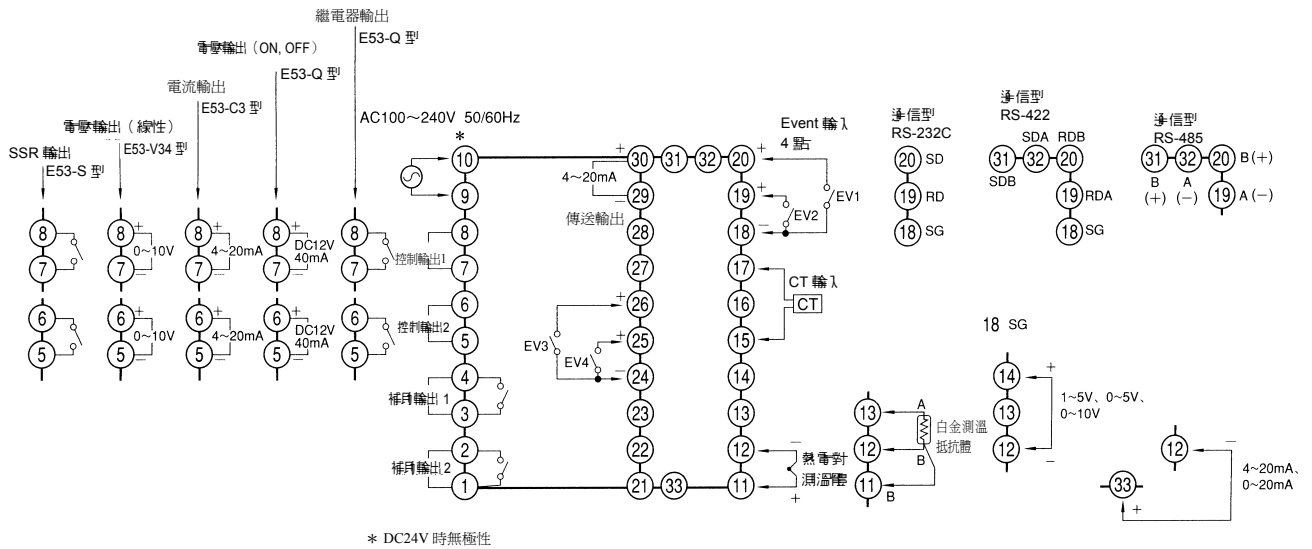 繼電器輸出
E53-Q 型
電壓輸出（ON, OFF）
E53-Q 型
電流輸出
E53-C3 型
電壓輸出（線性）
E53-V34 型
SSR 輸出
E53-S 型
AC100～240V 50/60Hz
*
8 7 6 5
8 + 0~10V 7 −
6 + 0~10V 5 −
8 + 4~20mA 7 −
6 + 4~20mA 5 −
8 + DC12V 40mA 7 −
6 + DC12V 40mA 5 −
8 7 6 5
10
9
8
控制輸出1
7
6
控制輸出2
5
4
補助輸出 1
3
2
補助輸出2
1
+ 30 31 32 20 +
4～20mA
− 29
傳送輸出
28
27
+ 26
+ 25
− 24
EV3
EV4
23
22
21 33 11
Event 輸入
4 點
19 +
18 −
EV2
EV1
17
16
15
CT 輸入
CT
14
13
12 −
+
熱電對
測溫體
13 A
12 B
11 B
白金測溫
抵抗體
通信型
RS-232C
20 SD
19 RD
18 SG
通信型
RS-422
SDA RDB
31 32 20
SDB
19 RDA
18 SG
通信型
RS-485
31 32 20 B (+)
B A
(+) (−)
19 A (−)
18 SG
14 +
13
12 −
1~5V、0~5V、
0~10V
12 −
33 +
4~20mA、
0~20mA
* DC24V 時無極性